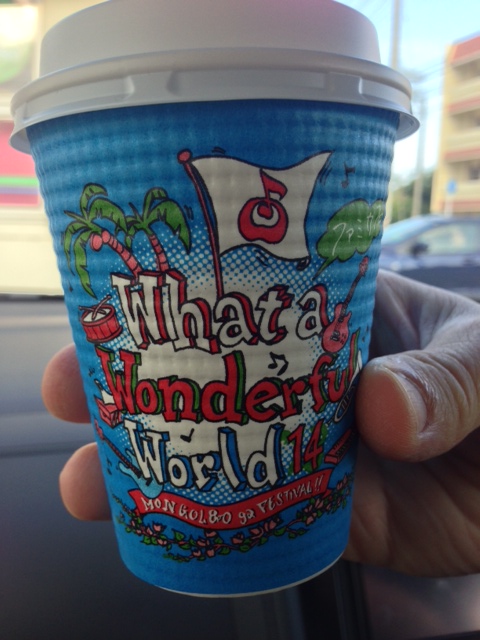 What a
Wonderful
World 14
MONGOL800 ga FESTIVAL!!